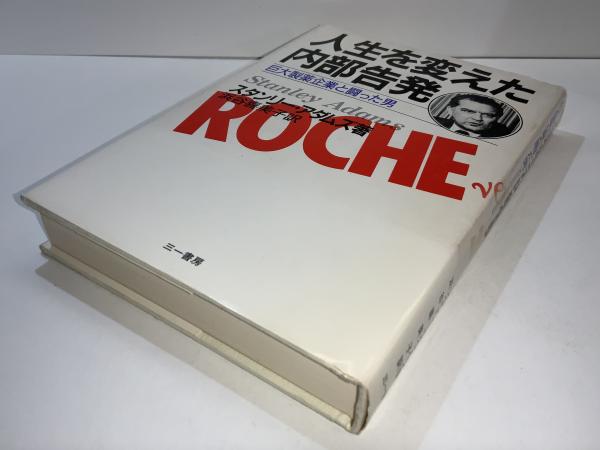 人生を変えた
内部告発
巨大製薬企業と闘った男
Stanley Adams
スタンリー・アダムス著
ROCHE
vs
三一書房